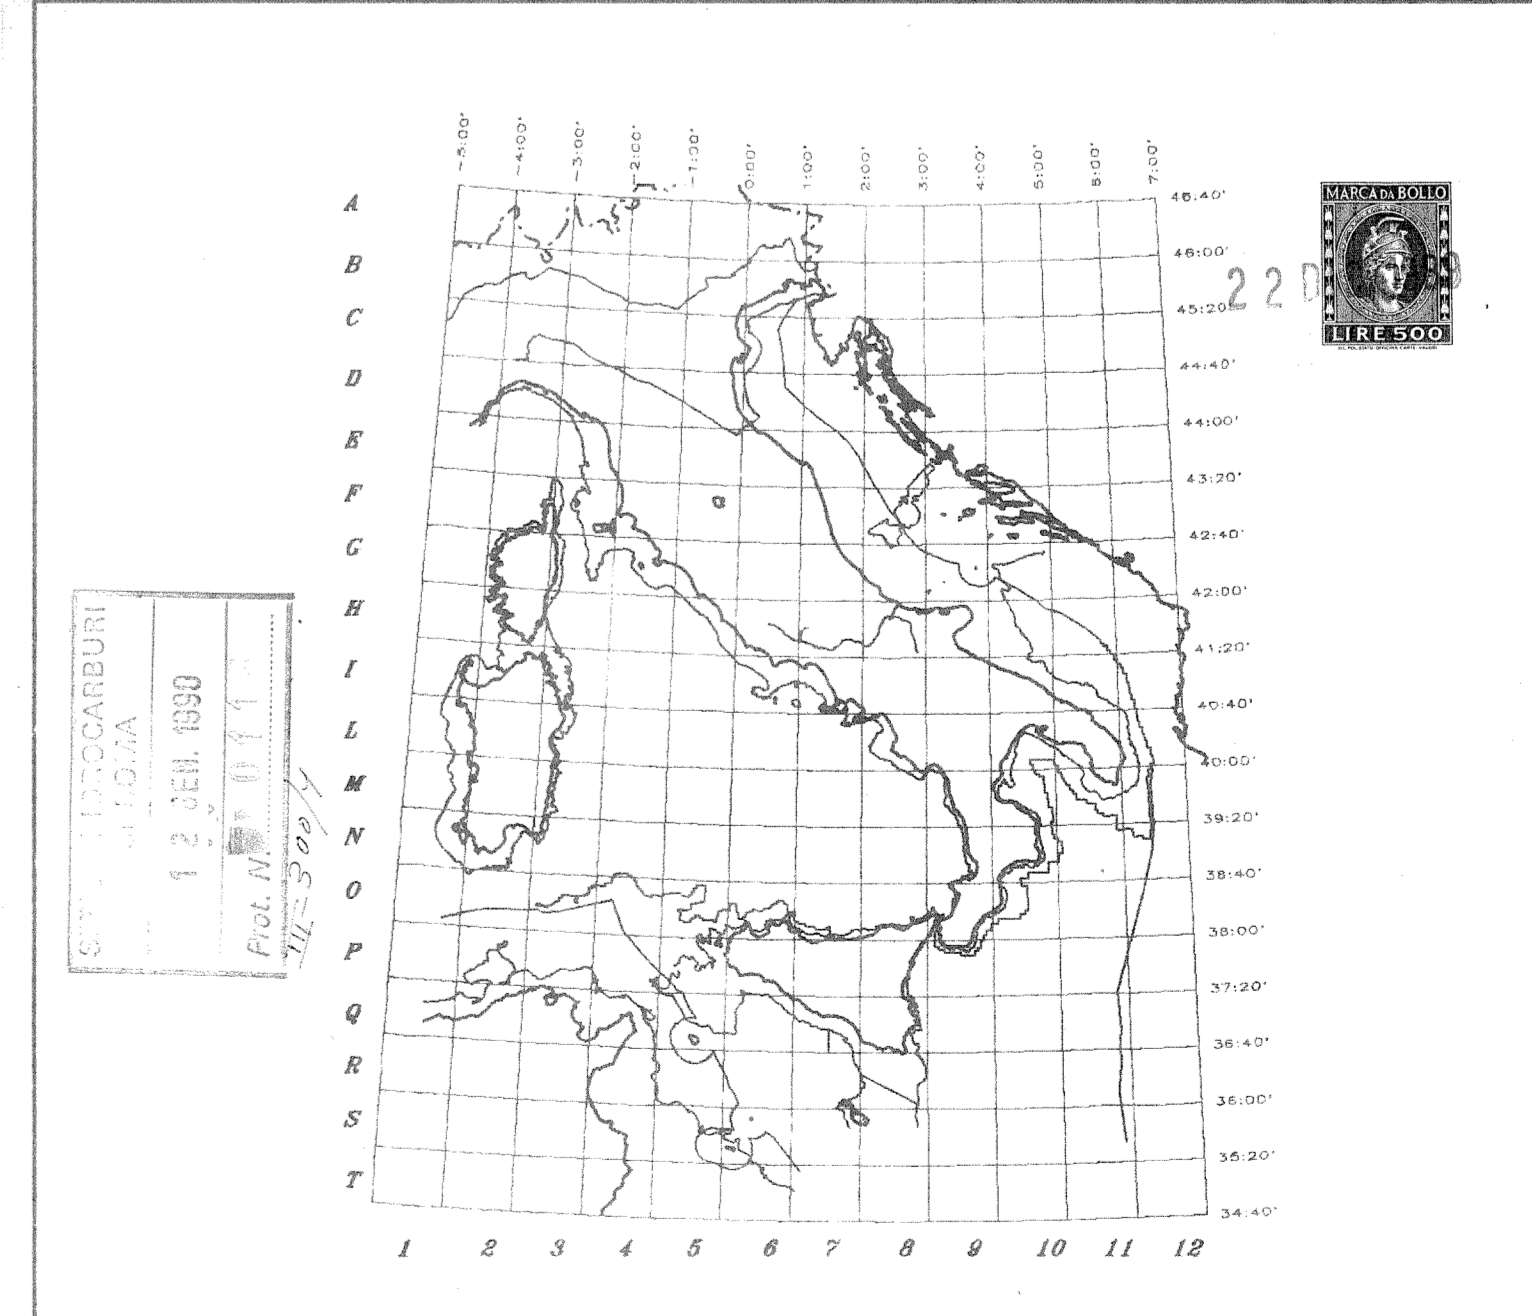 -5:00' -4:00' -3:00' -2:00' -1:00' 0:00' 1:00' 2:00' 3:00' 4:00' 5:00' 6:00' 7:00'
A 46:40'
B 46:00'
C 45:20'
D 44:40'
E 44:00'
F 43:20'
G 42:40'
H 42:00'
I 41:20'
L 40:40'
M 40:00'
N 39:20'
O 38:40'
P 38:00'
Q 37:20'
R 36:40'
S 36:00'
T 35:20'
34:40'
1 2 3 4 5 6 7 8 9 10 11 12
MARCA DA BOLLO
LIRE 500
22 D
IDROCARBURI
ROMA
12 GEN. 1990
Prot. N.